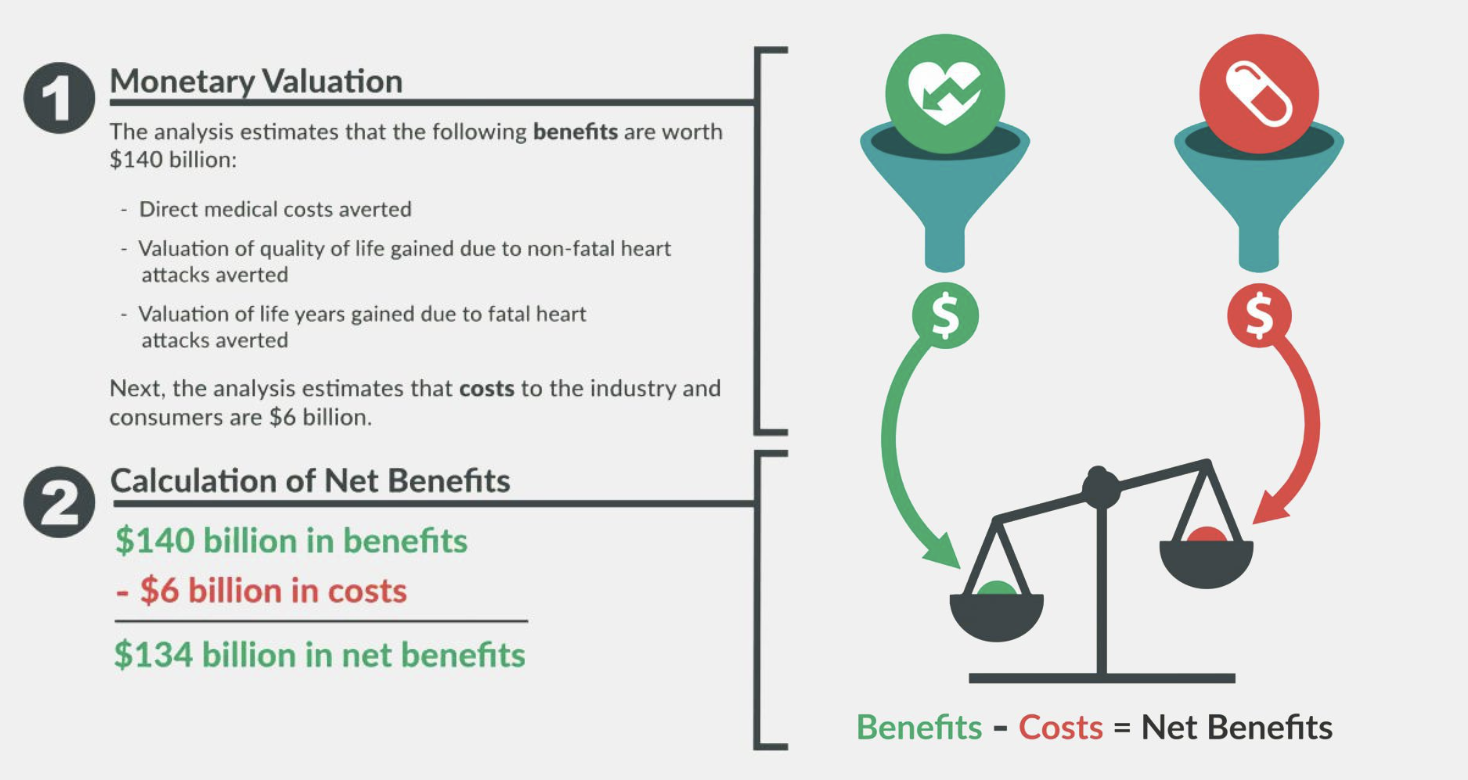 1
Monetary Valuation
The analysis estimates that the following benefits are worth
$140 billion:
- Direct medical costs averted
- Valuation of quality of life gained due to non-fatal heart
attacks averted
- Valuation of life years gained due to fatal heart
attacks averted
Next, the analysis estimates that costs to the industry and
consumers are $6 billion.
2
Calculation of Net Benefits
$140 billion in benefits
- $6 billion in costs
$134 billion in net benefits
$
$
Benefits - Costs = Net Benefits